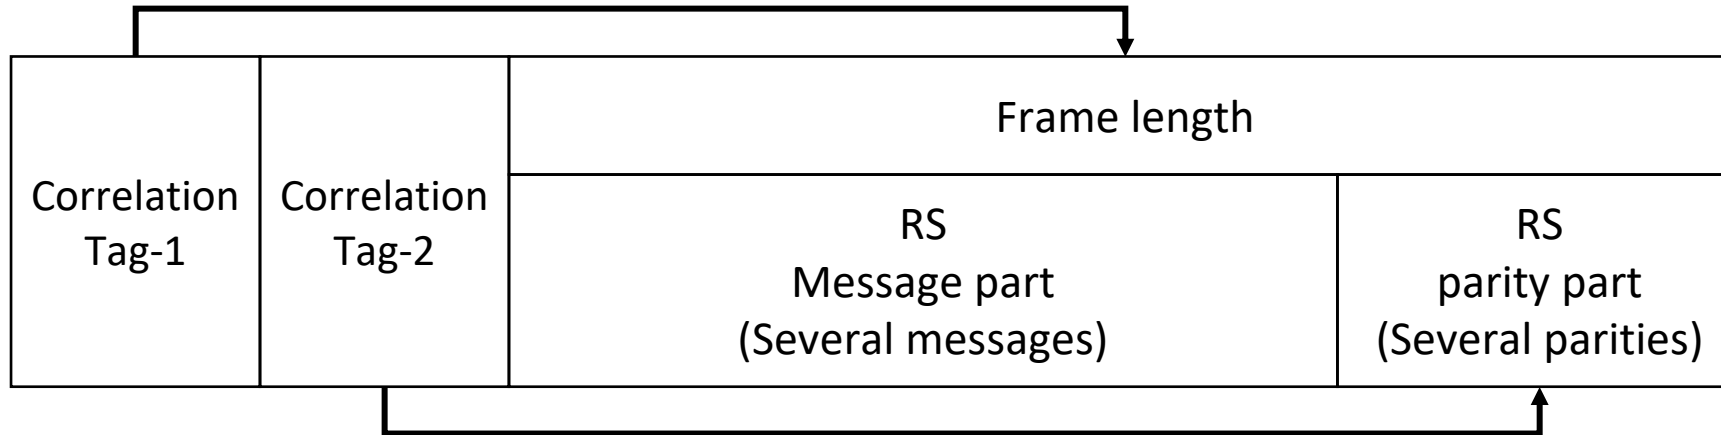 Correlation
Tag-1
Correlation
Tag-2
Frame length
RS
Message part
(Several messages)
RS
parity part
(Several parities)